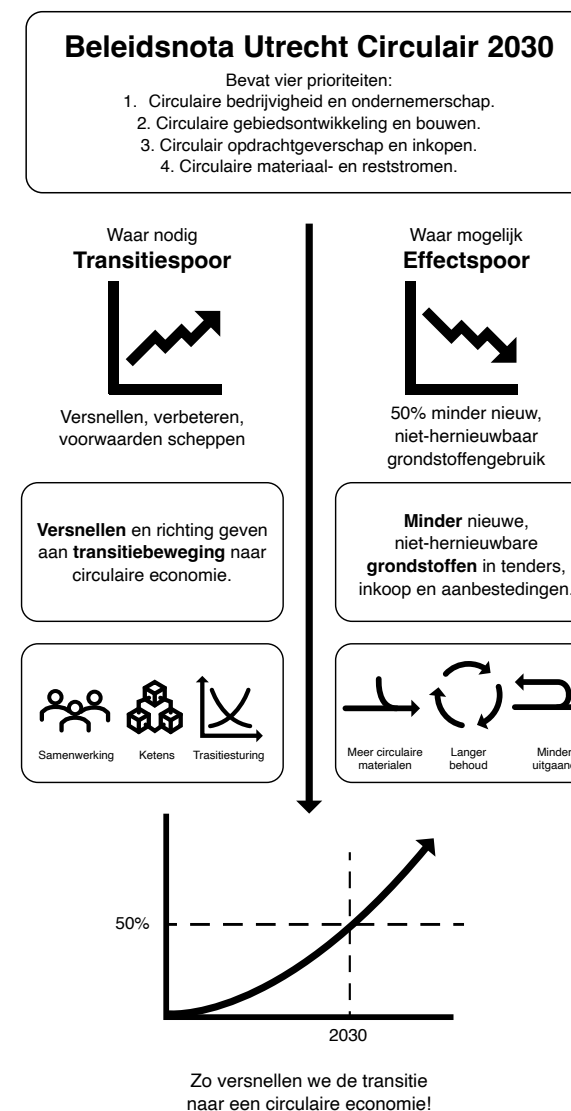 Beleidsnota Utrecht Circulair 2030
Bevat vier prioriteiten:
1. Circulaire bedrijvigheid en ondernemerschap.
2. Circulaire gebiedsontwikkeling en bouwen.
3. Circulair opdrachtgeverschap en inkopen.
4. Circulaire materiaal- en reststromen.
Waar nodig
Transitiespoor
Versnellen, verbeteren,
voorwaarden scheppen
Versnellen en richting geven
aan transitiebeweging naar
circulaire economie.
Samenwerking
Ketens
Trasitiesturing
Waar mogelijk
Effectspoor
50% minder nieuw,
niet-hernieuwbaar
grondstoffengebruik
Minder nieuwe,
niet-hernieuwbare
grondstoffen in tenders,
inkoop en aanbestedingen.
Meer circulaire
materialen
Langer
behoud
Minder
50%
2030
Zo versnellen we de transitie
naar een circulaire economie!